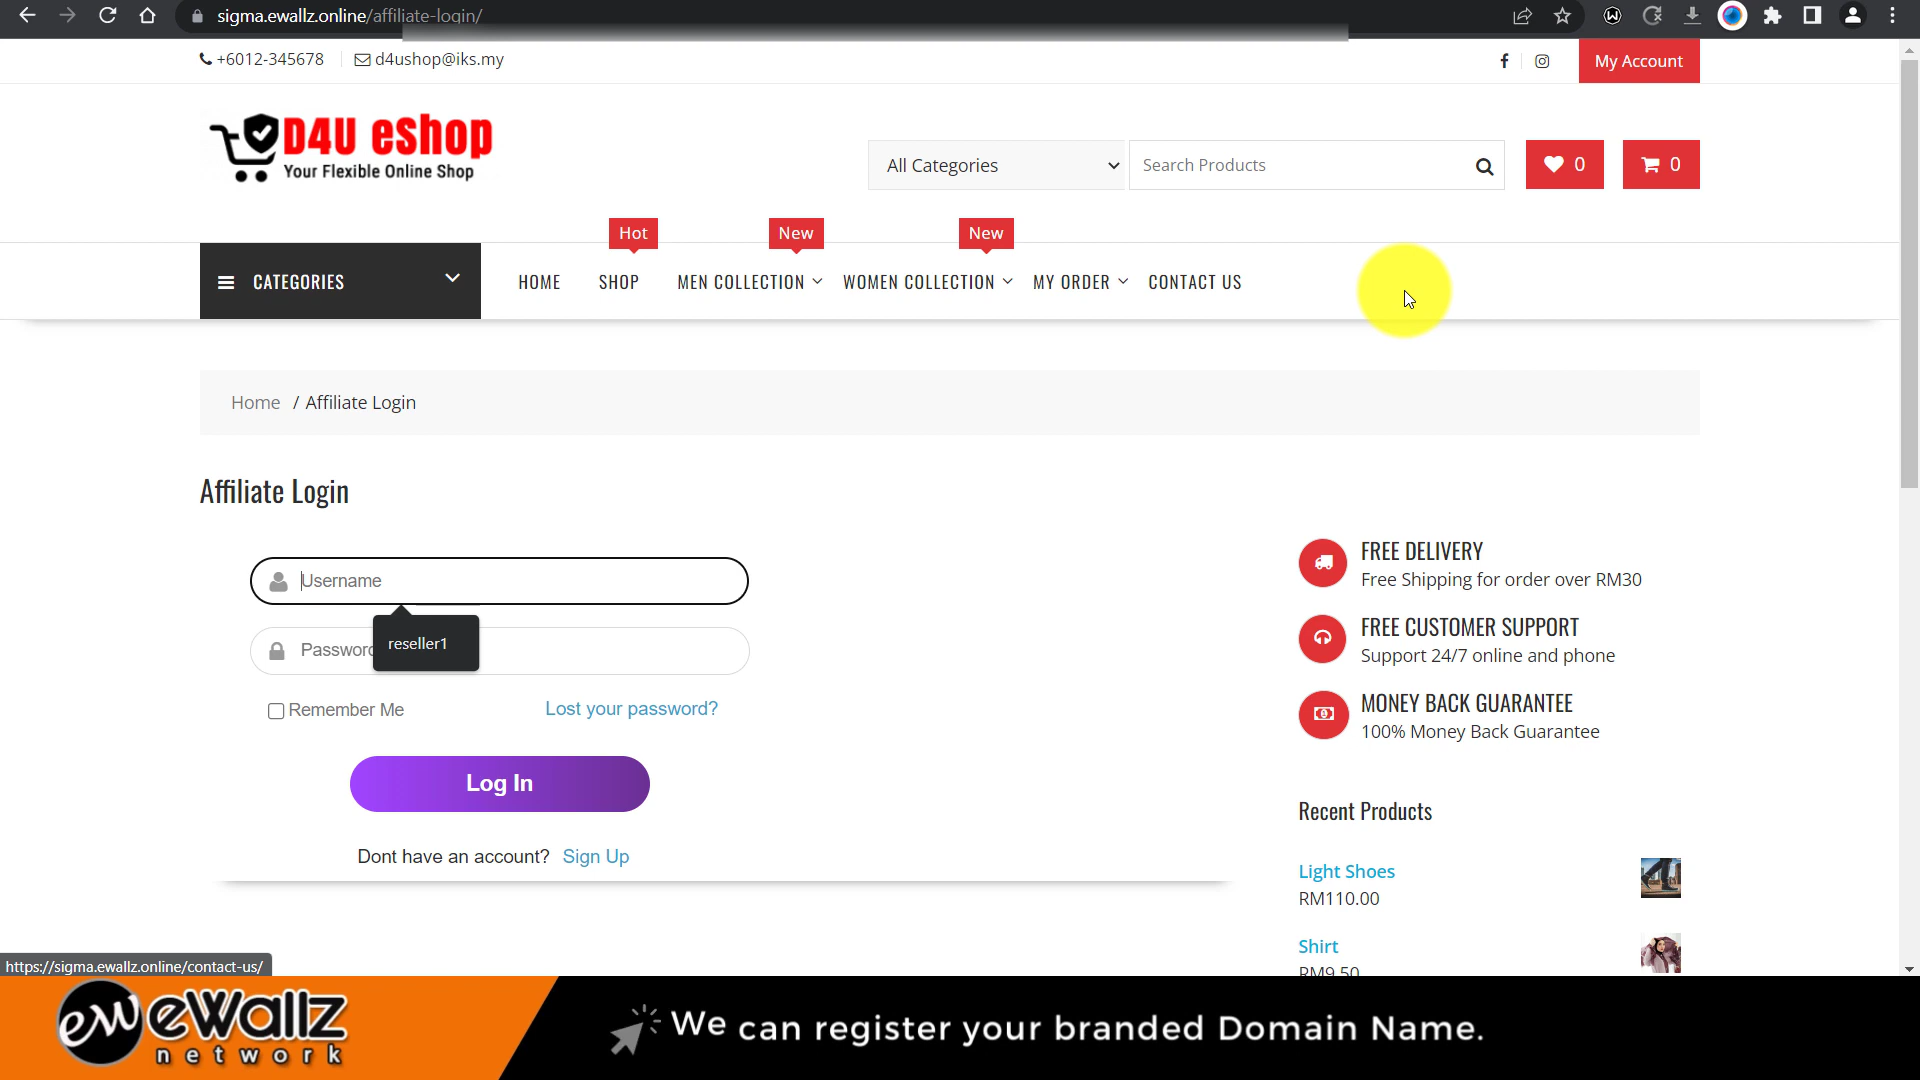 sigma.ewallz.online/affiliate-login/
+6012-345678
d4ushop@iks.my
My Account
D4U eShop
Your Flexible Online Shop
All Categories
Search Products
0
0
Hot
New
New
CATEGORIES
HOME
SHOP
MEN COLLECTION
WOMEN COLLECTION
MY ORDER
CONTACT US
Home / Affiliate Login
Affiliate Login
Username
reseller1
Password
Remember Me
Lost your password?
Log In
Dont have an account? Sign Up
FREE DELIVERY
Free Shipping for order over RM30
FREE CUSTOMER SUPPORT
Support 24/7 online and phone
MONEY BACK GUARANTEE
100% Money Back Guarantee
Recent Products
Light Shoes
RM110.00
Shirt
RM9.50
https://sigma.ewallz.online/contact-us/
ew eWallz
network
We can register your branded Domain Name.